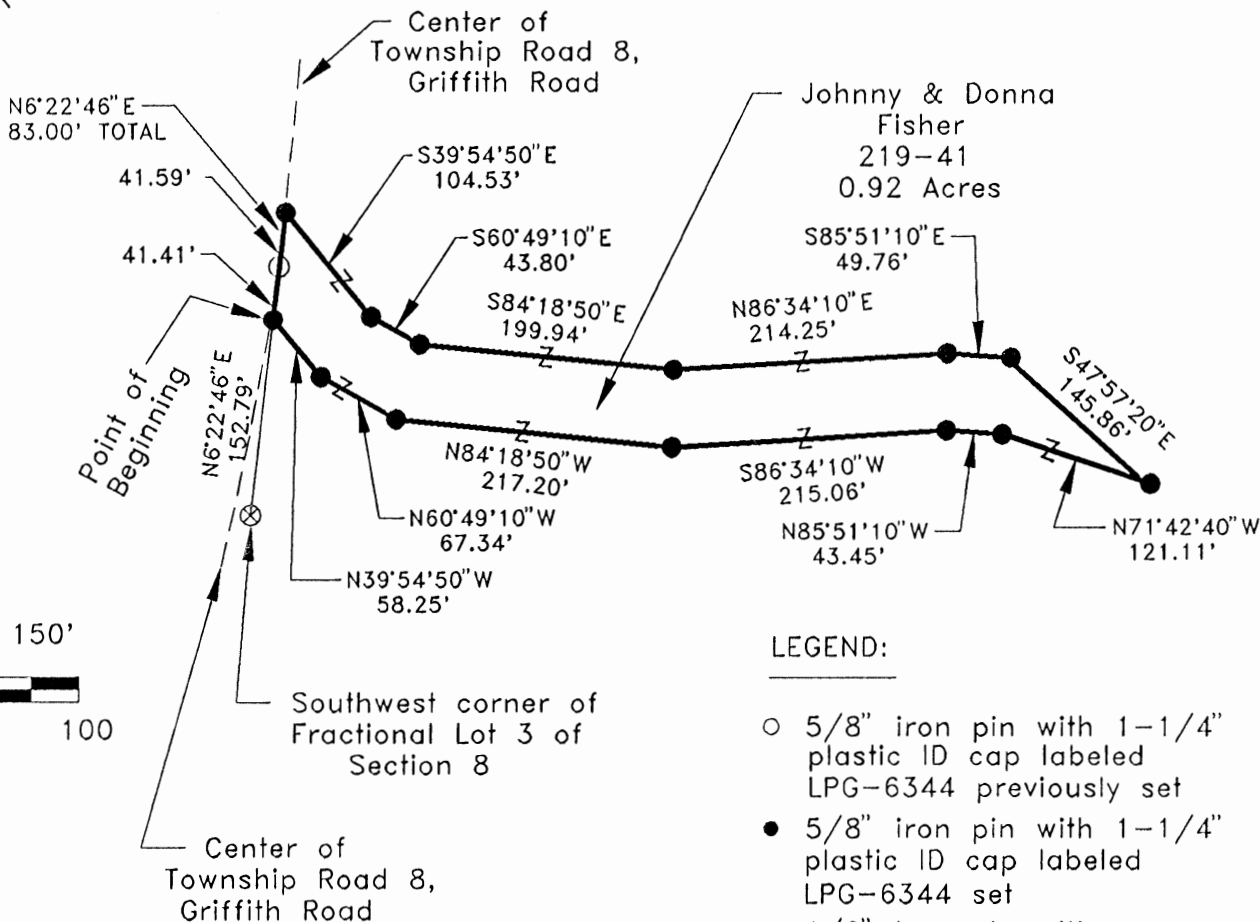 Center of
Township Road 8,
Griffith Road
N6°22'46"E
83.00' TOTAL
41.59'
41.41'
S39°54'50"E
104.53'
Johnny & Donna
Fisher
219-41
0.92 Acres
S60°49'10"E
43.80'
S84°18'50"E
199.94'
N86°34'10"E
214.25'
S85°51'10"E
49.76'
S47°57'20"E
145.86'
Point of
Beginning
N6°22'46"E
152.79'
N84°18'50"W
217.20'
S86°34'10"W
215.06'
N60°49'10"W
67.34'
N85°51'10"W
43.45'
N71°42'40"W
121.11'
N39°54'50"W
58.25'
150'
100
Southwest corner of
Fractional Lot 3 of
Section 8
Center of
Township Road 8,
Griffith Road
LEGEND:
5/8" iron pin with 1-1/4"
plastic ID cap labeled
LPG-6344 previously set
5/8" iron pin with 1-1/4"
plastic ID cap labeled
LPG-6344 set